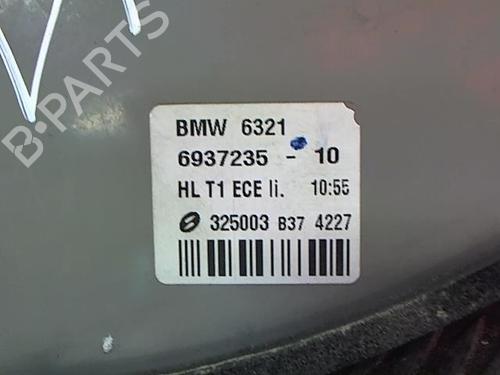 B-PARTS
BMW 6321
6937235 - 10
HL T1 ECE li. 10:55
325003 B37 4227